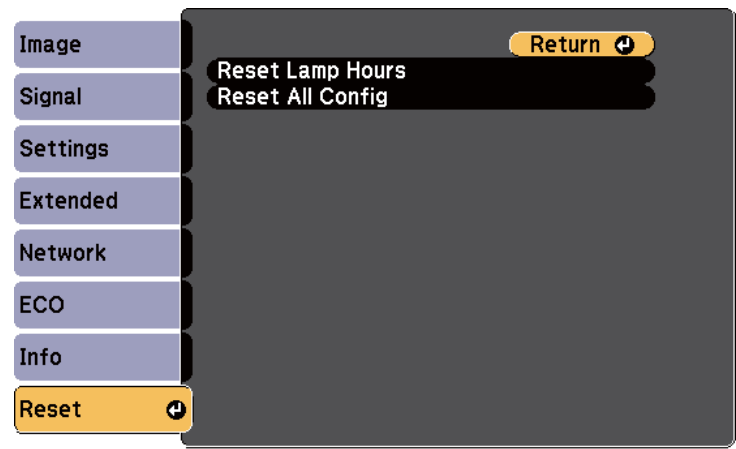 Image
Signal
Settings
Extended
Network
ECO
Info
Reset
Return
Reset Lamp Hours
Reset All Config